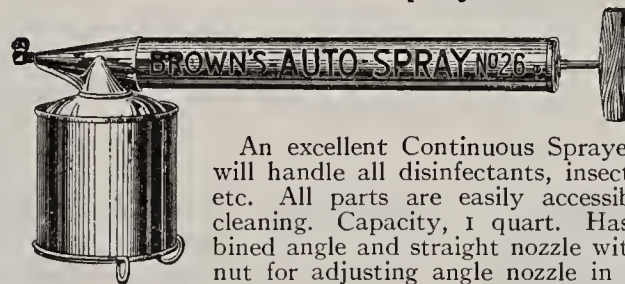 BROWN'S AUTO-SPRAY No26
An excellent Continuous Spraye
will handle all disinfectants, insect
etc. All parts are easily accessib
cleaning. Capacity, 1 quart. Has
bined angle and straight nozzle wit
nut for adjusting angle nozzle in